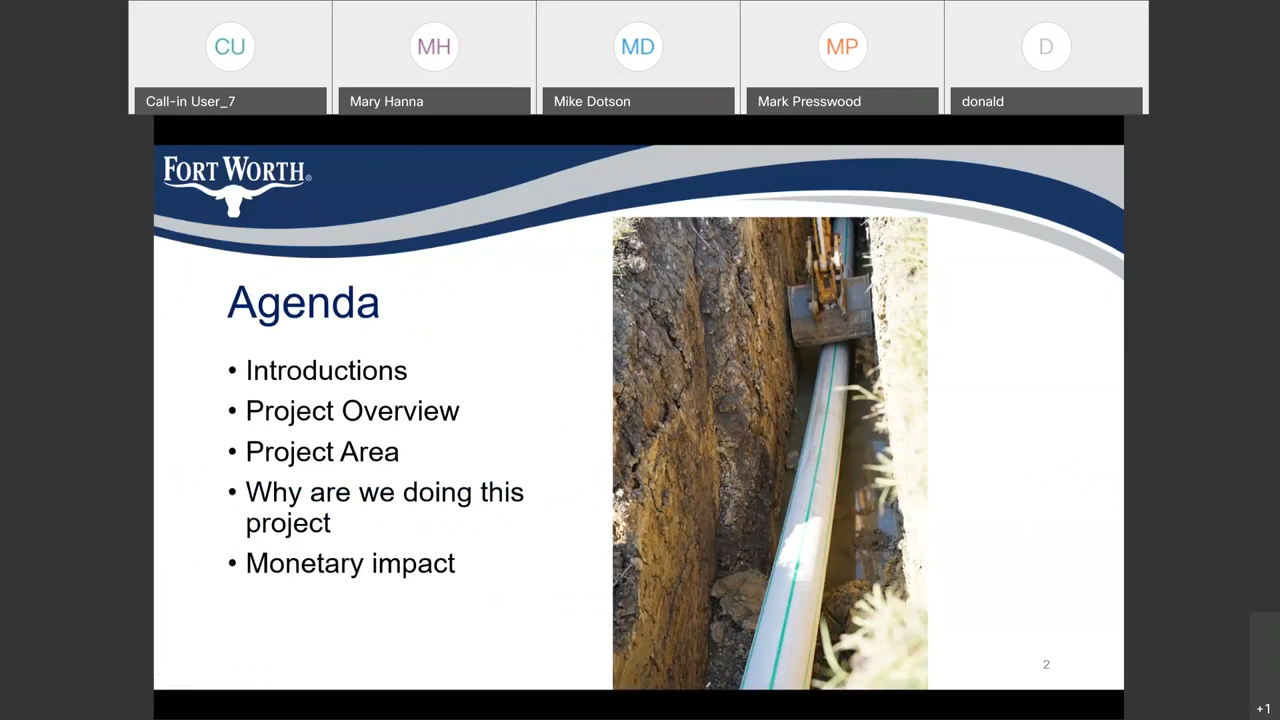 CU
MH
MD
MP
D
Call-in User_7
Mary Hanna
Mike Dotson
Mark Presswood
donald
FORT WORTH®
Agenda
• Introductions
• Project Overview
• Project Area
• Why are we doing this
project
• Monetary impact
2
+1